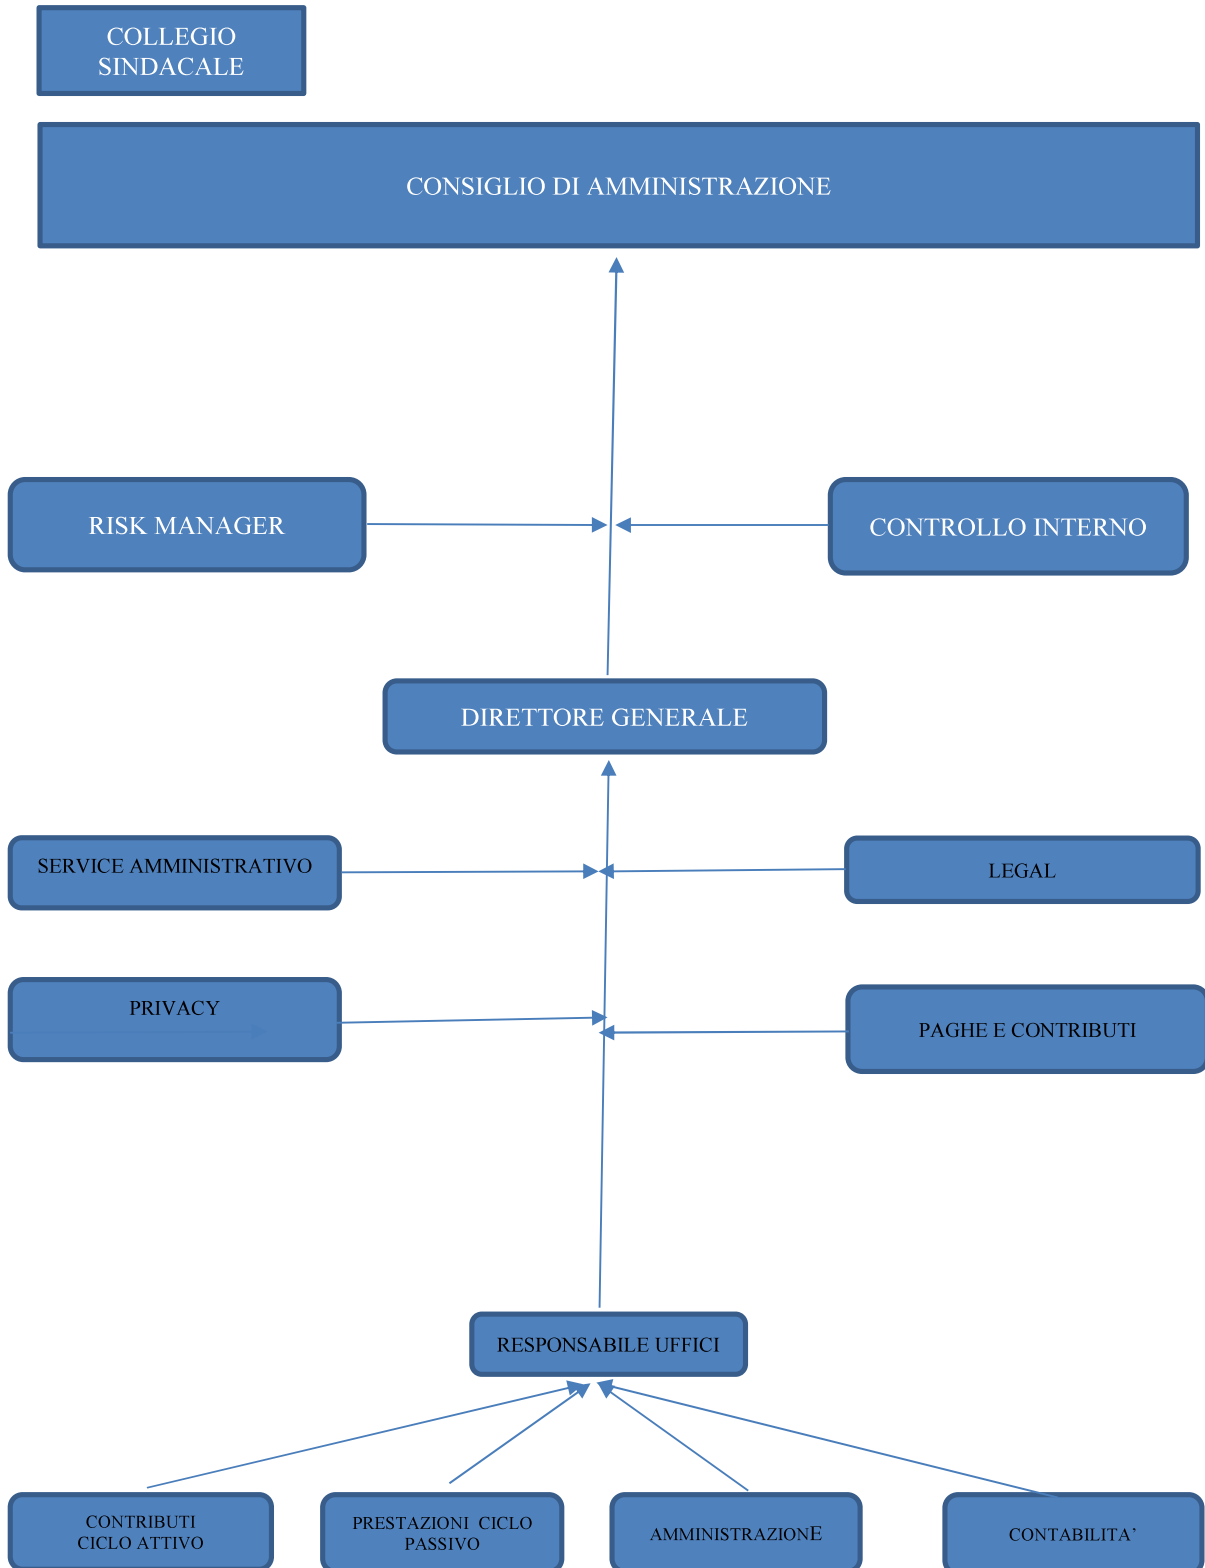 COLLEGIO
SINDACALE
CONSIGLIO DI AMMINISTRAZIONE
RISK MANAGER
CONTROLLO INTERNO
DIRETTORE GENERALE
SERVICE AMMINISTRATIVO
LEGAL
PRIVACY
PAGHE E CONTRIBUTI
RESPONSABILE UFFICI
CONTRIBUTI
CICLO ATTIVO
PRESTAZIONI CICLO
PASSIVO
AMMINISTRAZIONE
CONTABILITA’